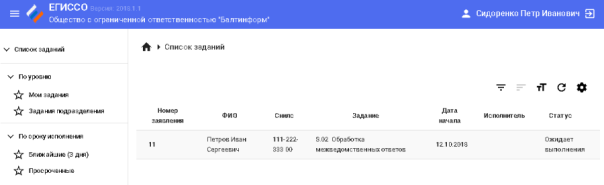 ЕГИССО Версия: 2018.1.1
Общество с ограниченной ответственностью "Балтинформ"
Сидоренко Петр Иванович
Список заданий
Список заданий
По уровню
Мои задания
Задания подразделения
По сроку исполнения
Ближайшие (3 дня)
Просроченные
Номер заявления ФИО Снилс Задание Дата начала Исполнитель Статус
11 Петров Иван Сергеевич 111-222-333 00 5.02. Обработка межведомственных ответов 12.10.2018 Ожидает выполнения